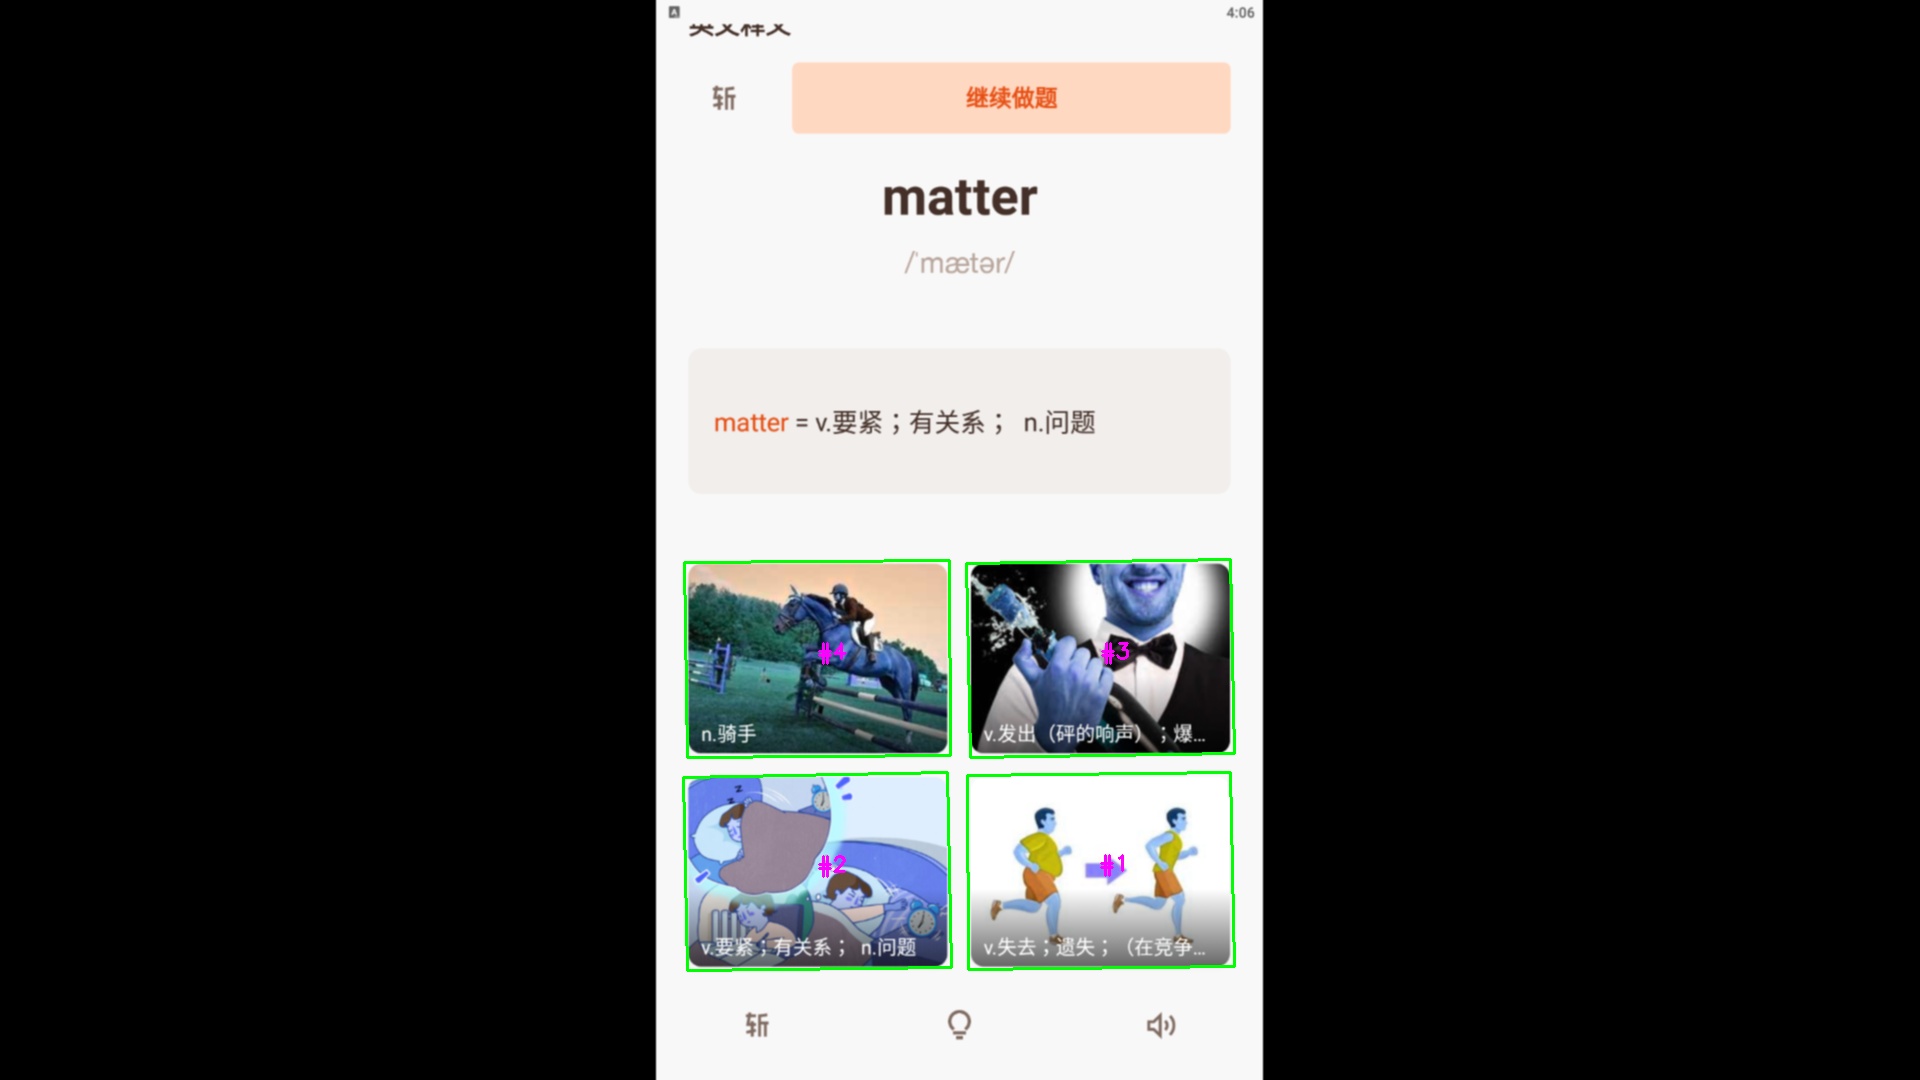 4:06
英文释义
斩
继续做题
matter
/ˈmætər/
matter = v.要紧；有关系； n.问题
#4
#3
n.骑手
v.发出（砰的响声）；爆...
#2
#1
v.要紧；有关系； n.问题
v.失去；遗失；（在竞争...
斩